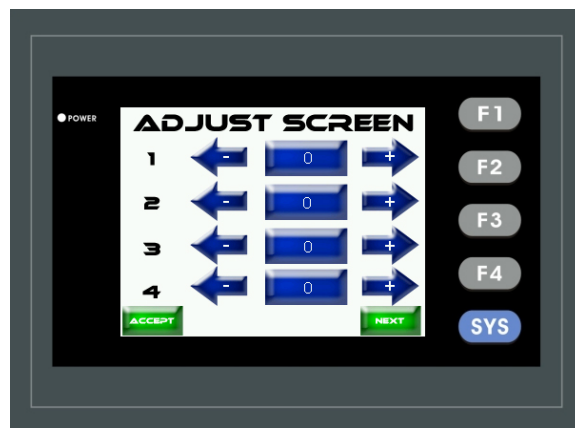 POWER
ADJUST SCREEN
1 - 0 +
2 - 0 +
3 - 0 +
4 - 0 +
ACCEPT NEXT
F1
F2
F3
F4
SYS